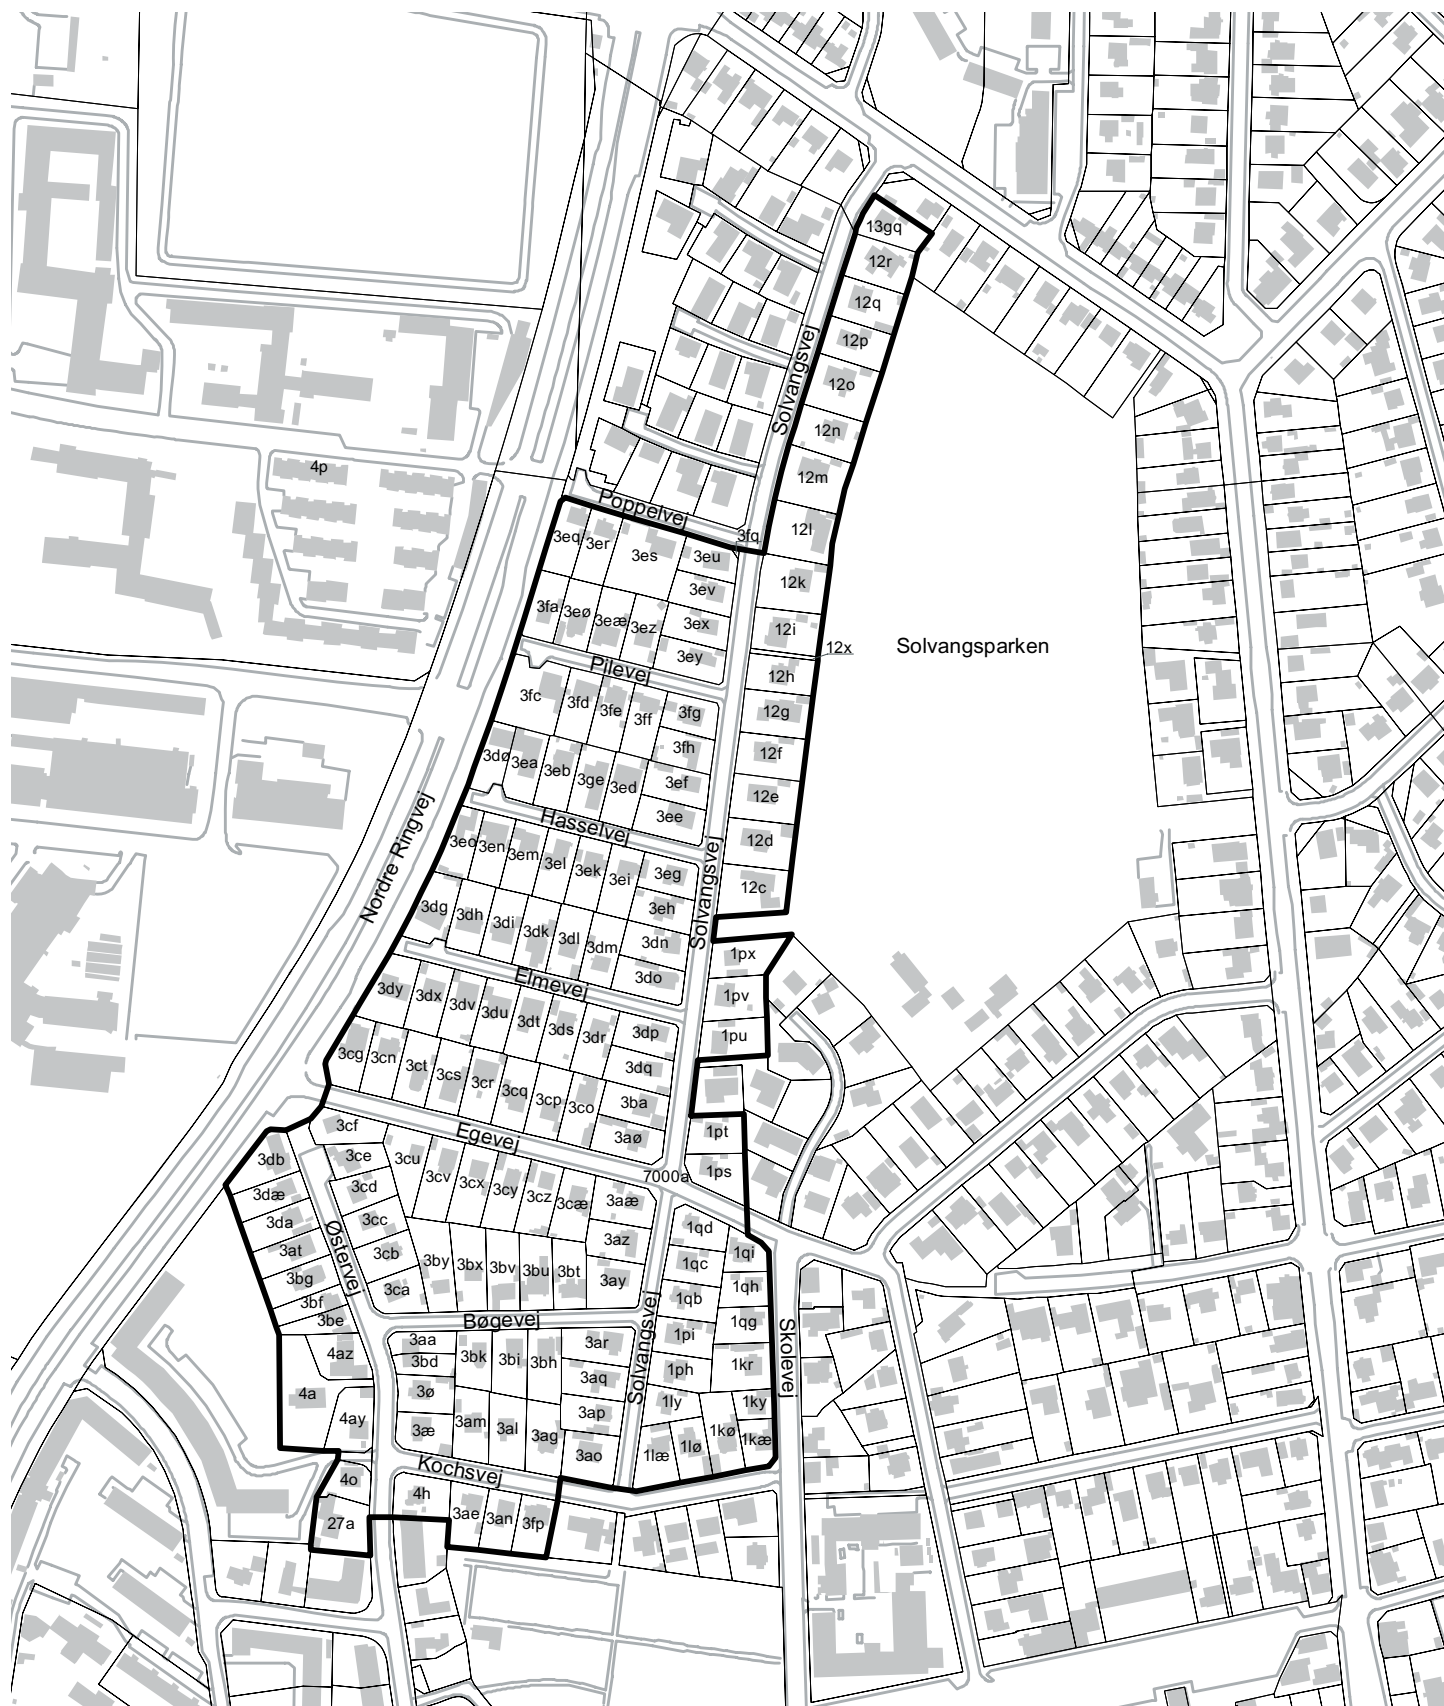 13gq
12r
12q
12p
12o
12n
12m
12l
Solvangsvej
4p
Poppelvej
3fq
3eq
3er
3es
3eu
3ev
12k
3fa
3eø
3eæ
3ez
3ex
3ey
12i
12x
Solvangsparken
Pilevej
12h
3fc
3fd
3fe
3ff
3fg
12g
3fh
12f
3dø
3ea
3eb
3ge
3ed
3ef
12e
3ee
Hasselvej
12d
Nordre Ringvej
3eo
3en
3em
3el
3ek
3ei
3eg
12c
Solvangsvej
3eh
3dg
3dh
3di
3dk
3dl
3dm
3dn
3do
1px
Elmevej
3dy
3dx
3dv
3du
3dt
3ds
3dr
3dp
1pv
1pu
3cg
3cn
3ct
3cs
3cr
3cq
3cp
3co
3dq
3ba
3aø
1pt
Egevej
7000a
1ps
3cf
3ce
3cd
3cc
3cb
3ca
3db
3dæ
3da
3at
3bg
3bf
3be
Østervej
3cu
3cv
3cx
3cy
3cz
3cæ
3aæ
3az
3ay
3by
3bx
3bv
3bu
3bt
1qd
1qc
1qb
1pi
1ph
1qi
1qh
1qg
1kr
Bøgevej
Solvangsvej
Skolevej
4az
4a
4ay
3aa
3bd
3ø
3æ
3bk
3bi
3bh
3ar
3aq
3ap
3ao
3am
3al
3ag
1ly
1læ
1lø
1kø
1ky
1kæ
Kochsvej
4o
27a
4h
3ae
3an
3fp